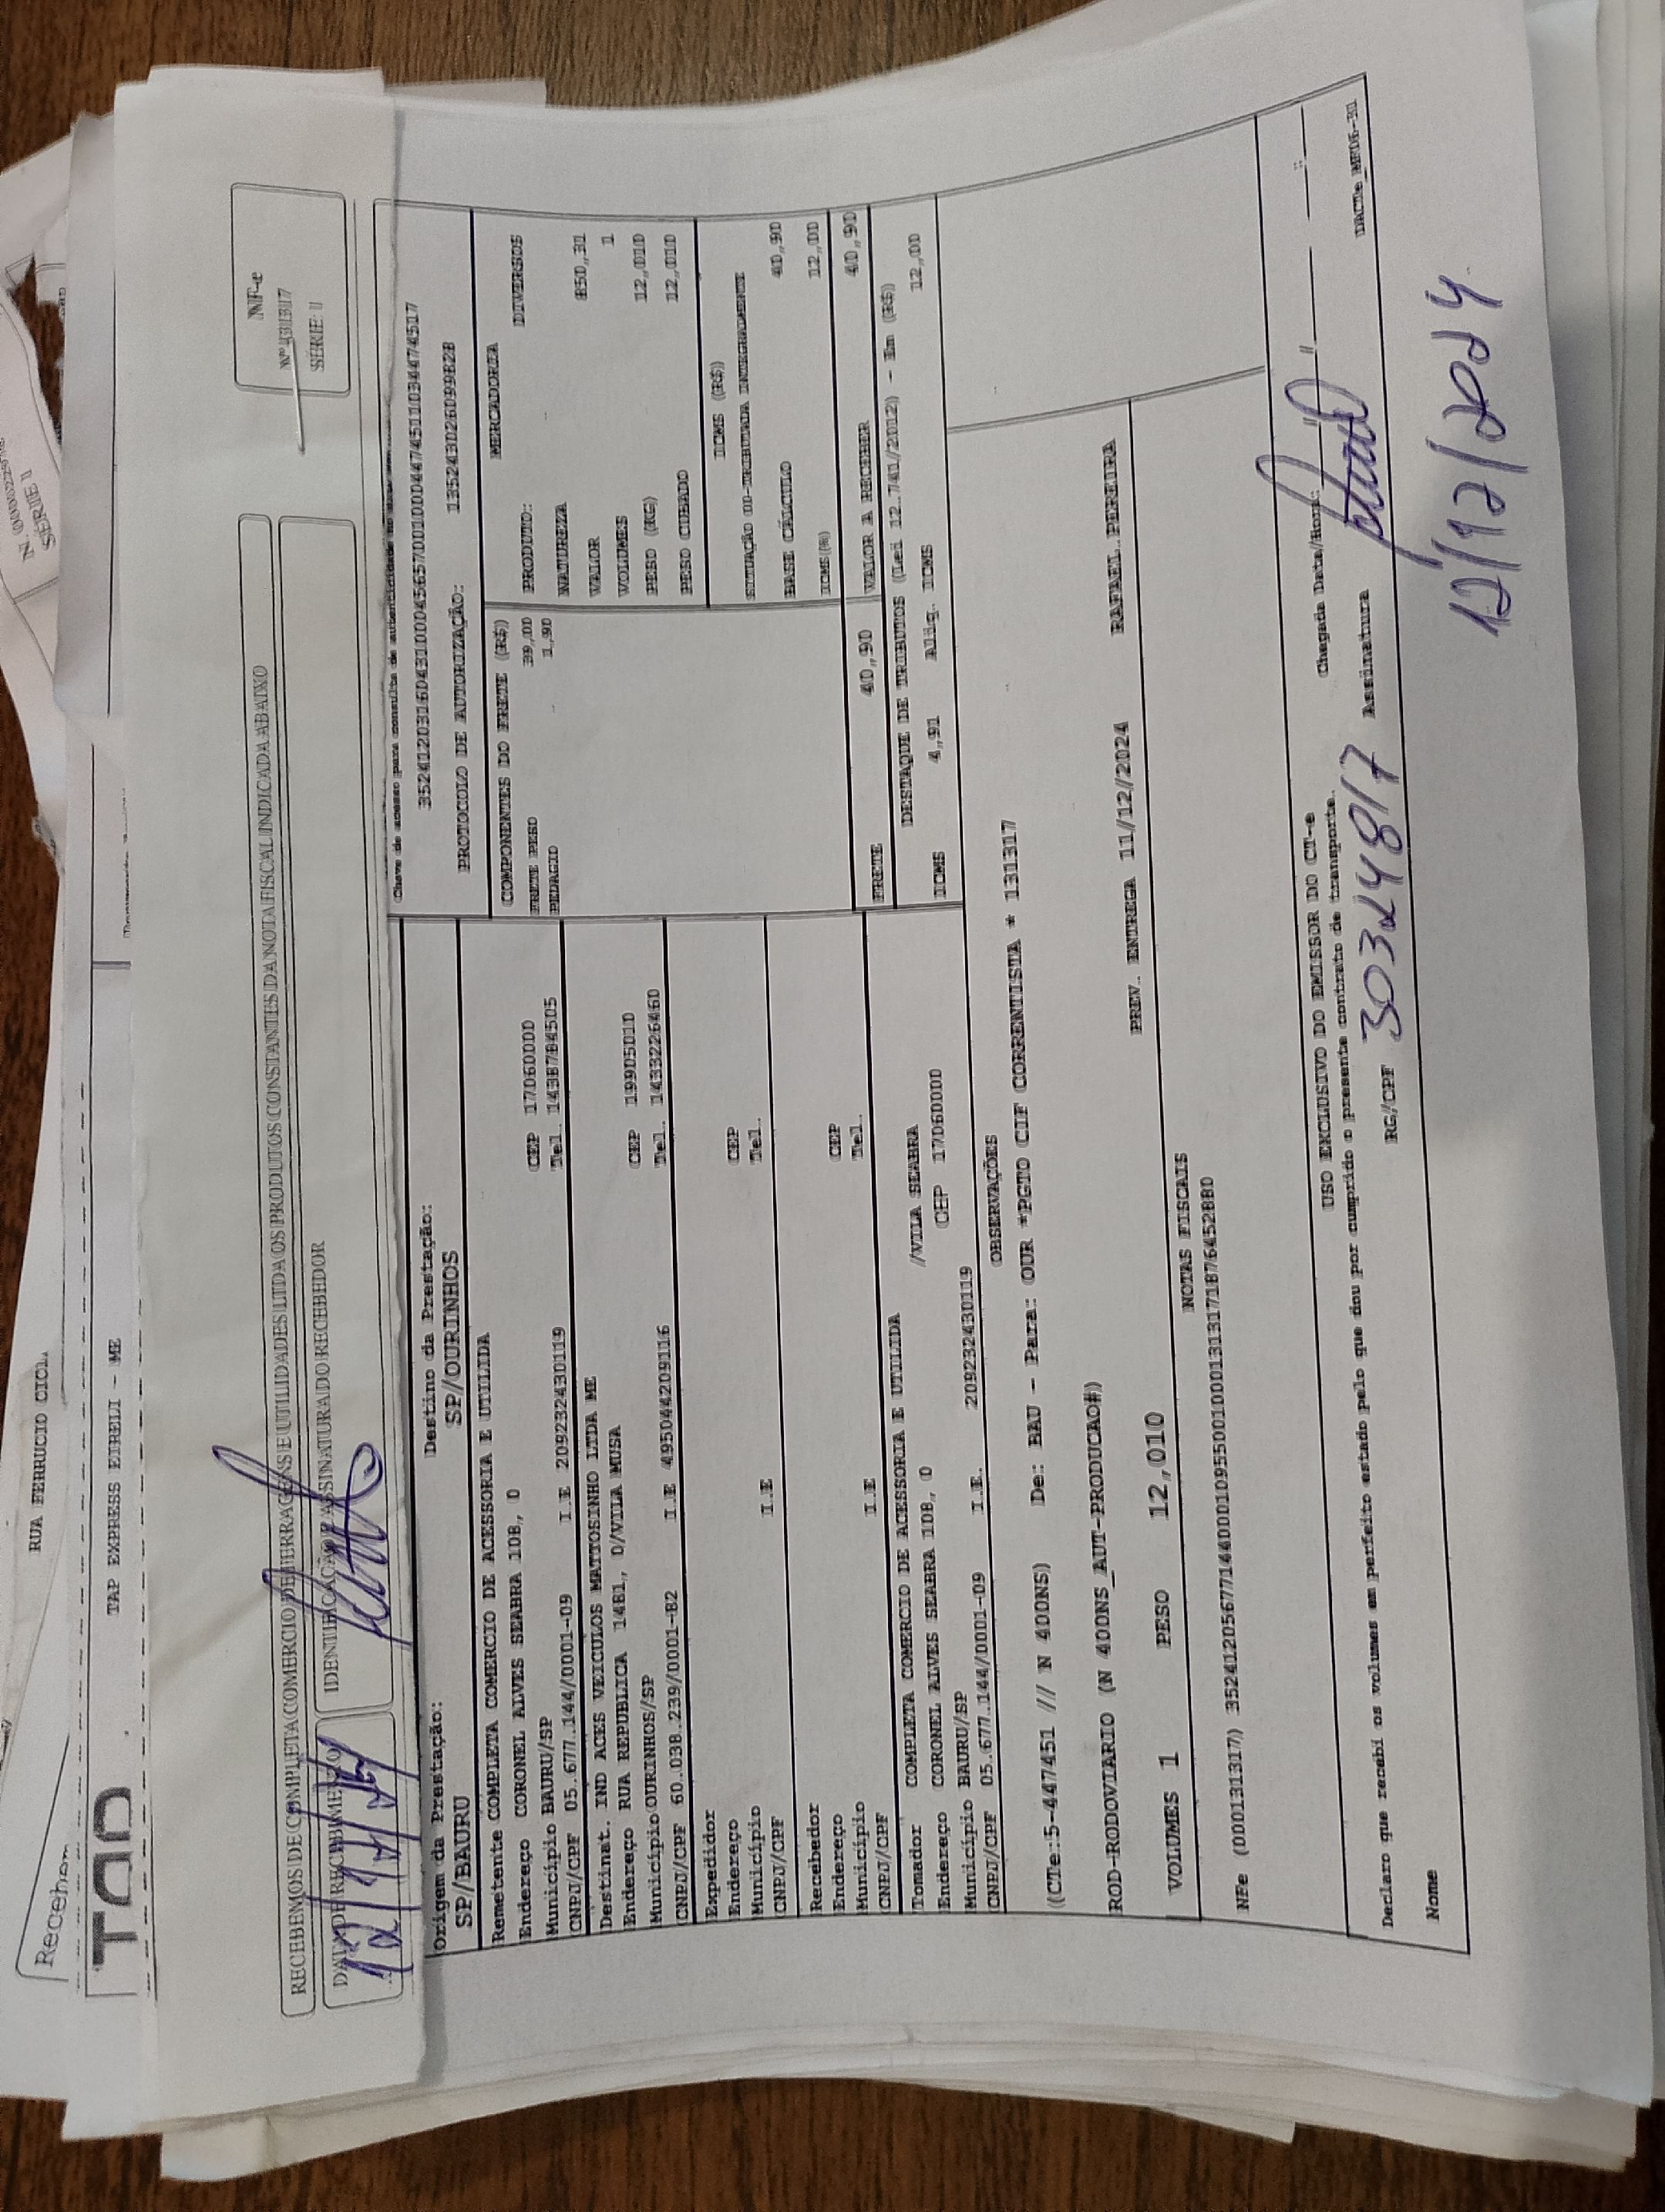 RUA FERRUCIO
N. 
SÉRIE 1
Recebem
TAP EXPRESS EIRELI - ME
NF-e
Nº 131317
SÉRIE: 1
RECEBEMOS DE COMPLETA COMERCIO DE FERRAGENS E UTILIDADES LTDA OS PRODUTOS CONSTANTES DA NOTA FISCAL INDICADA ABAIXO
DATA DE RECEBIMENTO
IDENTIFICAÇÃO E ASSINATURA DO RECEBEDOR
12/12/24
Origem da Prestação:
SP/BAURU
Destino da Prestação:
SP/OURINHOS
Chave de acesso para consulta de autenticidade
PROTOCOLO DE AUTORIZAÇÃO:
135243026099828
Remetente COMPLETA COMERCIO DE ACESSORIA E UTILIDA
Endereço CORONEL ALVES SEABRA 108, 0 CEP 17060000
Município BAURU/SP Tel. 1438784505
CNPJ/CPF 05.677.144/0001-09 I.E 209232430119
Destinat. IND ACES VEICULOS MATTOSINHO LTDA ME
Endereço RUA REPUBLICA 1481, 0/VILA MUSA CEP 19905010
Município OURINHOS/SP Tel. 1433226460
CNPJ/CPF 60.038.239/0001-82 I.E 495044209116
Expedidor
Endereço CEP
Município Tel.
CNPJ/CPF I.E
Recebedor
Endereço CEP
Município Tel.
CNPJ/CPF I.E
Tomador COMPLETA COMERCIO DE ACESSORIA E UTILIDA
Endereço CORONEL ALVES SEABRA 108, 0 /VILA SEABRA
Município BAURU/SP CEP 17060000
CNPJ/CPF 05.677.144/0001-09 I.E. 209232430119
COMPONENTES DO FRETE (R$)
FRETE PESO 39,00
PEDAGIO 1,90
MERCADORIA
PRODUTO: DIVERSOS
NATUREZA
VALOR 850,31
VOLUMES 1
PESO (KG) 12,010
PESO CUBADO 12,010
ICMS (R$)
SITUAÇÃO 00-TRIBUTADA INTEGRALMENTE
BASE CÁLCULO 40,90
ICMS(%) 12,00
FRETE 40,90
VALOR A RECEBER 40,90
DESTAQUE DE TRIBUTOS (Lei 12.741/2012) - Em (R$)
ICMS 4,91 Aliq. ICMS 12,00
OBSERVAÇÕES
(CTe:5-447451 /// N 400NS) De: BAU - Para: OUR *PGTO CIF CORRENTISTA * 131317
ROD-RODOVIARIO (N 400NS_AUT-PRODUCAO#)
PREV. ENTREGA 11/12/2024 RAFAEL.PEREIRA
VOLUMES 1 PESO 12,010
NOTAS FISCAIS
NFe (000131317)
USO EXCLUSIVO DO EMISSOR DO CT-e
Declaro que recebi os volumes em perfeito estado pelo que dou por cumprido o presente contrato de transporte.
Chegada Data/Hora:
Nome
RG/CPF
Assinatura
DACTe MFD6-31
12/12/2024